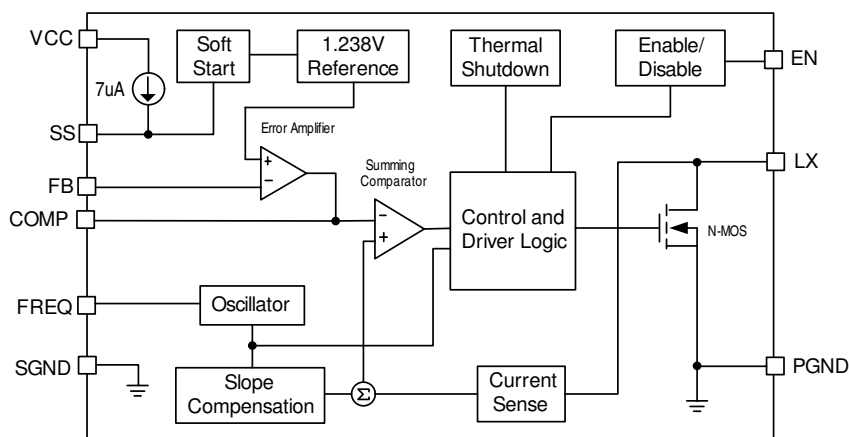 VCC
Soft
Start
1.238V
Reference
Thermal
Shutdown
Enable/
Disable
EN
7uA
SS
Error Amplifier
+
−
FB
COMP
Summing
Comparator
−
+
Control and
Driver Logic
LX
N-MOS
FREQ
Oscillator
SGND
Slope
Compensation
Σ
Current
Sense
PGND